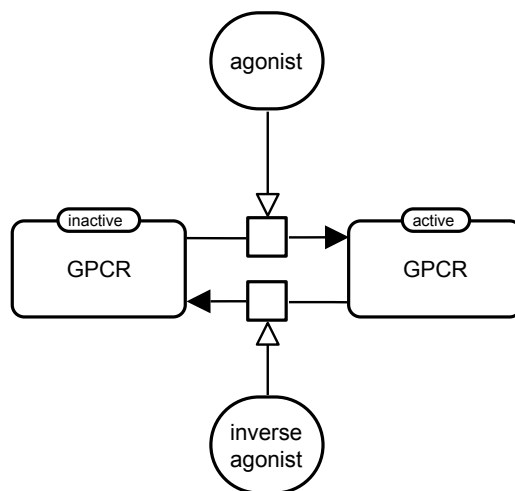 agonist
inactive
active
GPCR
GPCR
inverse
agonist